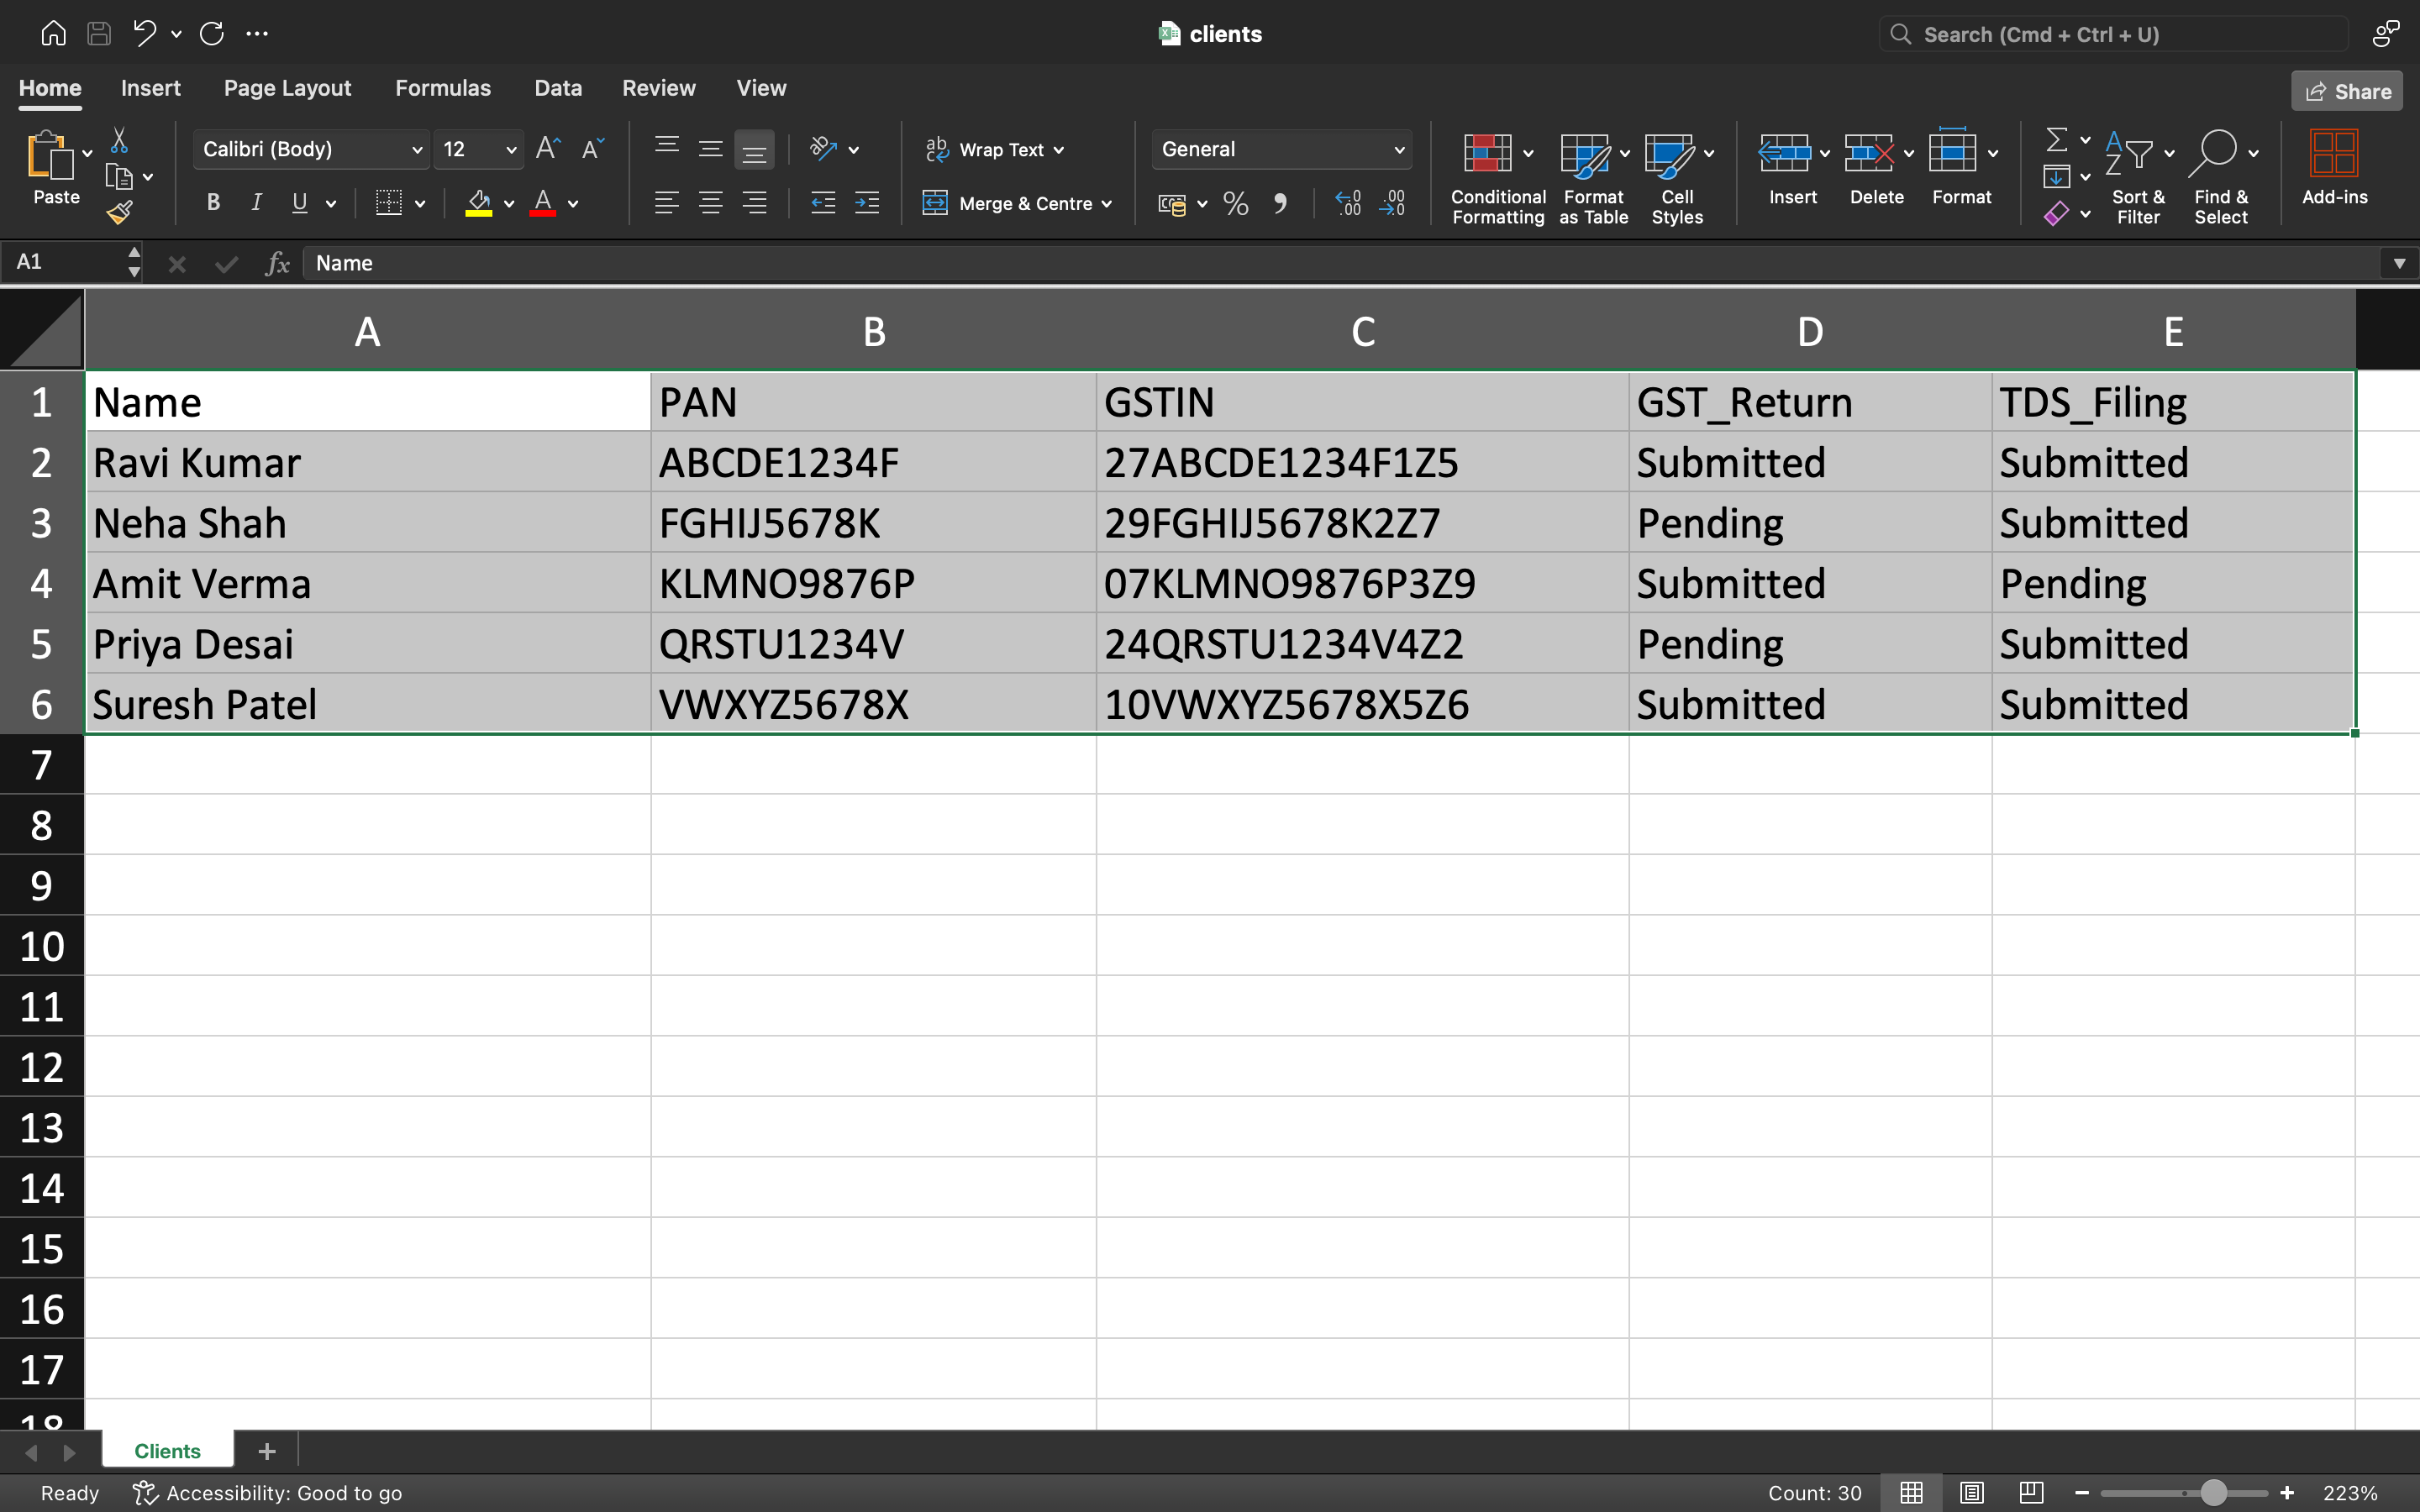 clients
Search (Cmd + Ctrl + U)
Home Insert Page Layout Formulas Data Review View Share
Paste
Calibri (Body) 12
Wrap Text
Merge & Centre
General
Conditional Formatting
Format as Table
Cell Styles
Insert
Delete
Format
Sort & Filter
Find & Select
Add-ins
A1 fx Name
A B C D E
1 Name PAN GSTIN GST_Return TDS_Filing
2 Ravi Kumar ABCDE1234F 27ABCDE1234F1Z5 Submitted Submitted
3 Neha Shah FGHIJ5678K 29FGHIJ5678K2Z7 Pending Submitted
4 Amit Verma KLMNO9876P 07KLMNO9876P3Z9 Submitted Pending
5 Priya Desai QRSTU1234V 24QRSTU1234V4Z2 Pending Submitted
6 Suresh Patel VWXYZ5678X 10VWXYZ5678X5Z6 Submitted Submitted
7
8
9
10
11
12
13
14
15
16
17
18
Clients
Ready Accessibility: Good to go Count: 30 223%